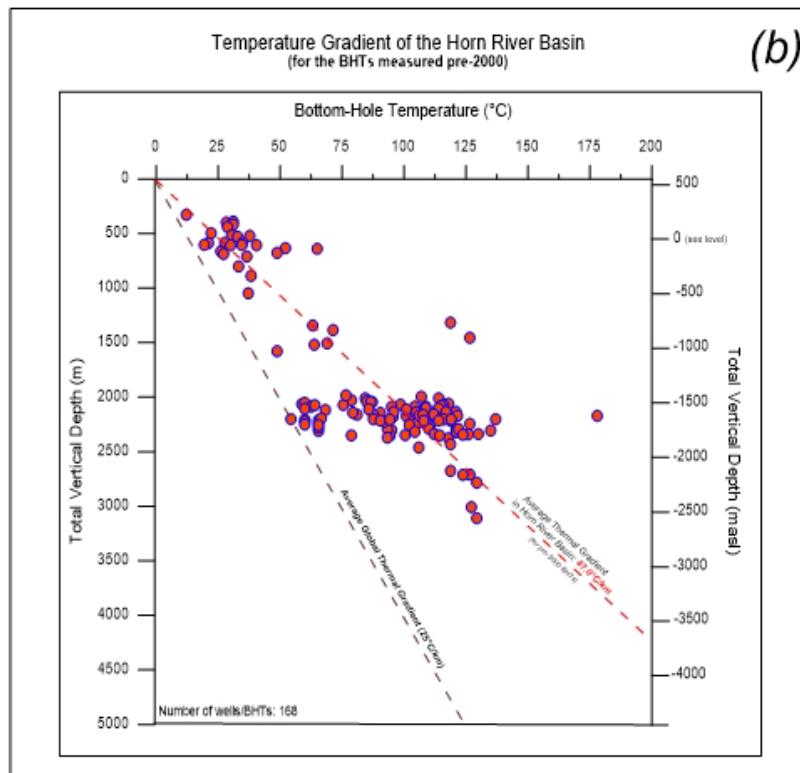 Temperature Gradient of the Horn River Basin
(for the BHTs measured pre-2000)
(b)
Bottom-Hole Temperature (°C)
0 25 50 75 100 125 150 175 200
0
500
1000
1500
2000
2500
3000
3500
4000
4500
5000
Total Vertical Depth (m)
500
0 (sea level)
-500
-1000
-1500
-2000
-2500
-3000
-3500
-4000
Total Vertical Depth (masl)
Average Global Thermal Gradient (25°C/km)
Average Thermal Gradient
in Horn River Basin: 47.0°C/km
(for pre-2000 BHTs)
Number of wells/BHTs: 168